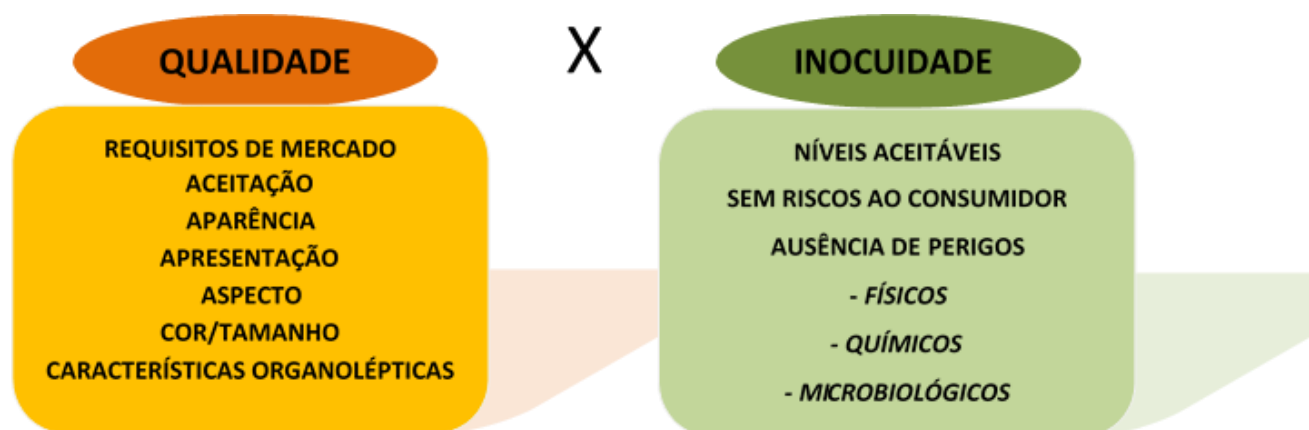 QUALIDADE
X
INOCUIDADE
REQUISITOS DE MERCADO
ACEITAÇÃO
APARÊNCIA
APRESENTAÇÃO
ASPECTO
COR/TAMANHO
CARACTERÍSTICAS ORGANOLÉPTICAS
NÍVEIS ACEITÁVEIS
SEM RISCOS AO CONSUMIDOR
AUSÊNCIA DE PERIGOS
- FÍSICOS
- QUÍMICOS
- MICROBIOLÓGICOS